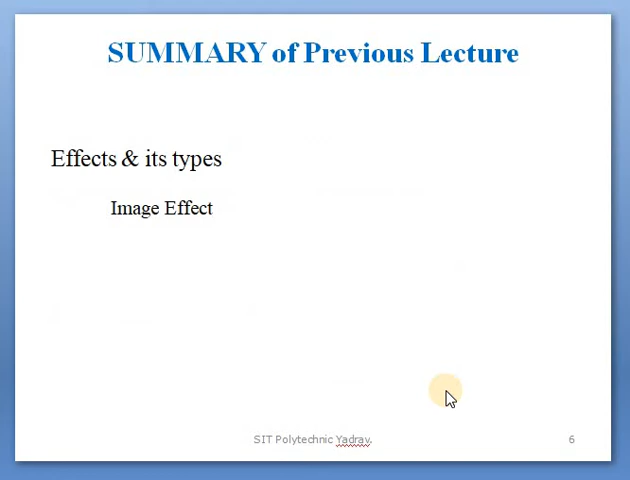 SUMMARY of Previous Lecture
Effects & its types
Image Effect
SIT Polytechnic Yadrav.
6